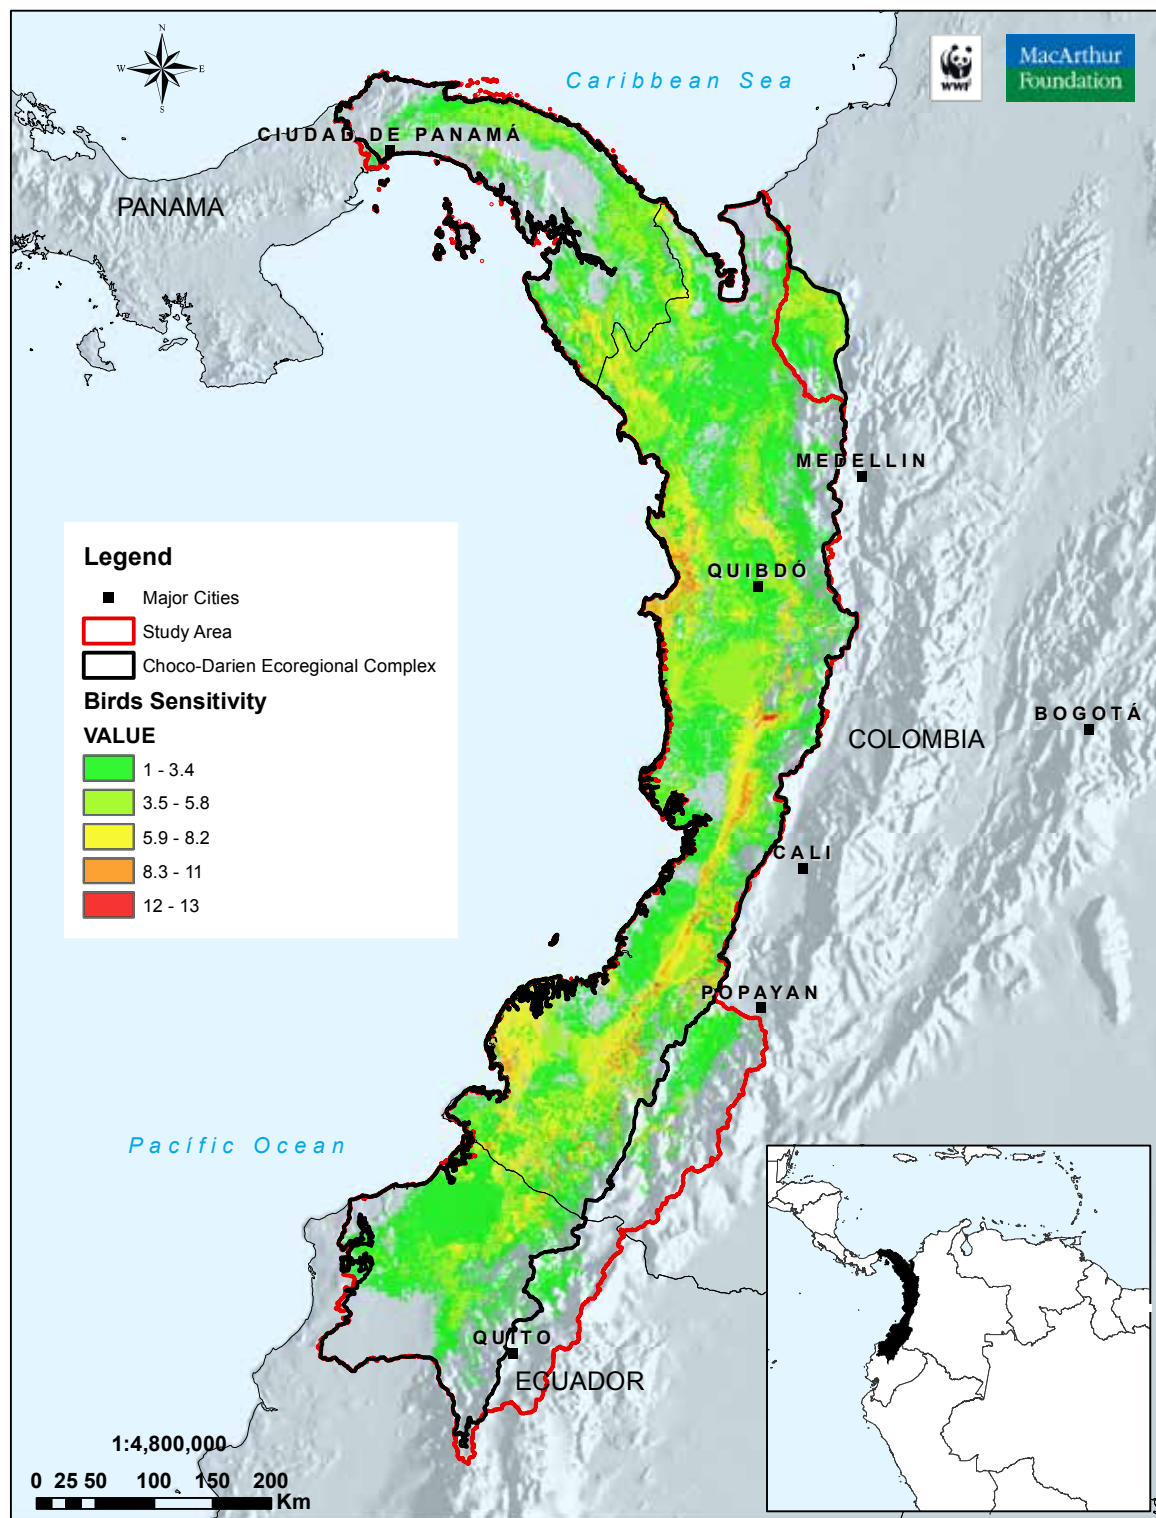 N
W
E
S
Caribbean Sea
WWF
MacArthur
Foundation
CIUDAD DE PANAMÁ
PANAMA
MEDELLIN
QUIBDÓ
BOGOTÁ
COLOMBIA
CALI
POPAYAN
Legend
Major Cities
Study Area
Choco-Darien Ecoregional Complex
Birds Sensitivity
VALUE
1 - 3.4
3.5 - 5.8
5.9 - 8.2
8.3 - 11
12 - 13
Pacífic Ocean
QUITO
ECUADOR
1:4,800,000
0 25 50 100 150 200
Km